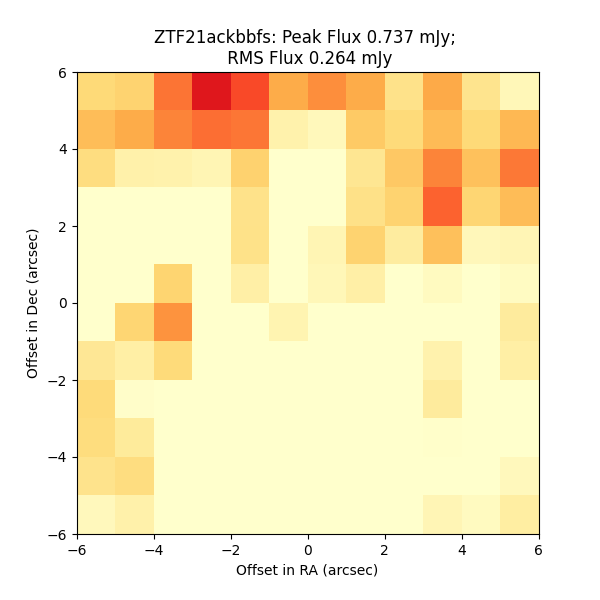 ZTF21ackbbfs: Peak Flux 0.737 mJy;
RMS Flux 0.264 mJy
6
4
2
0
−2
−4
−6
Offset in Dec (arcsec)
−6 −4 −2 0 2 4 6
Offset in RA (arcsec)